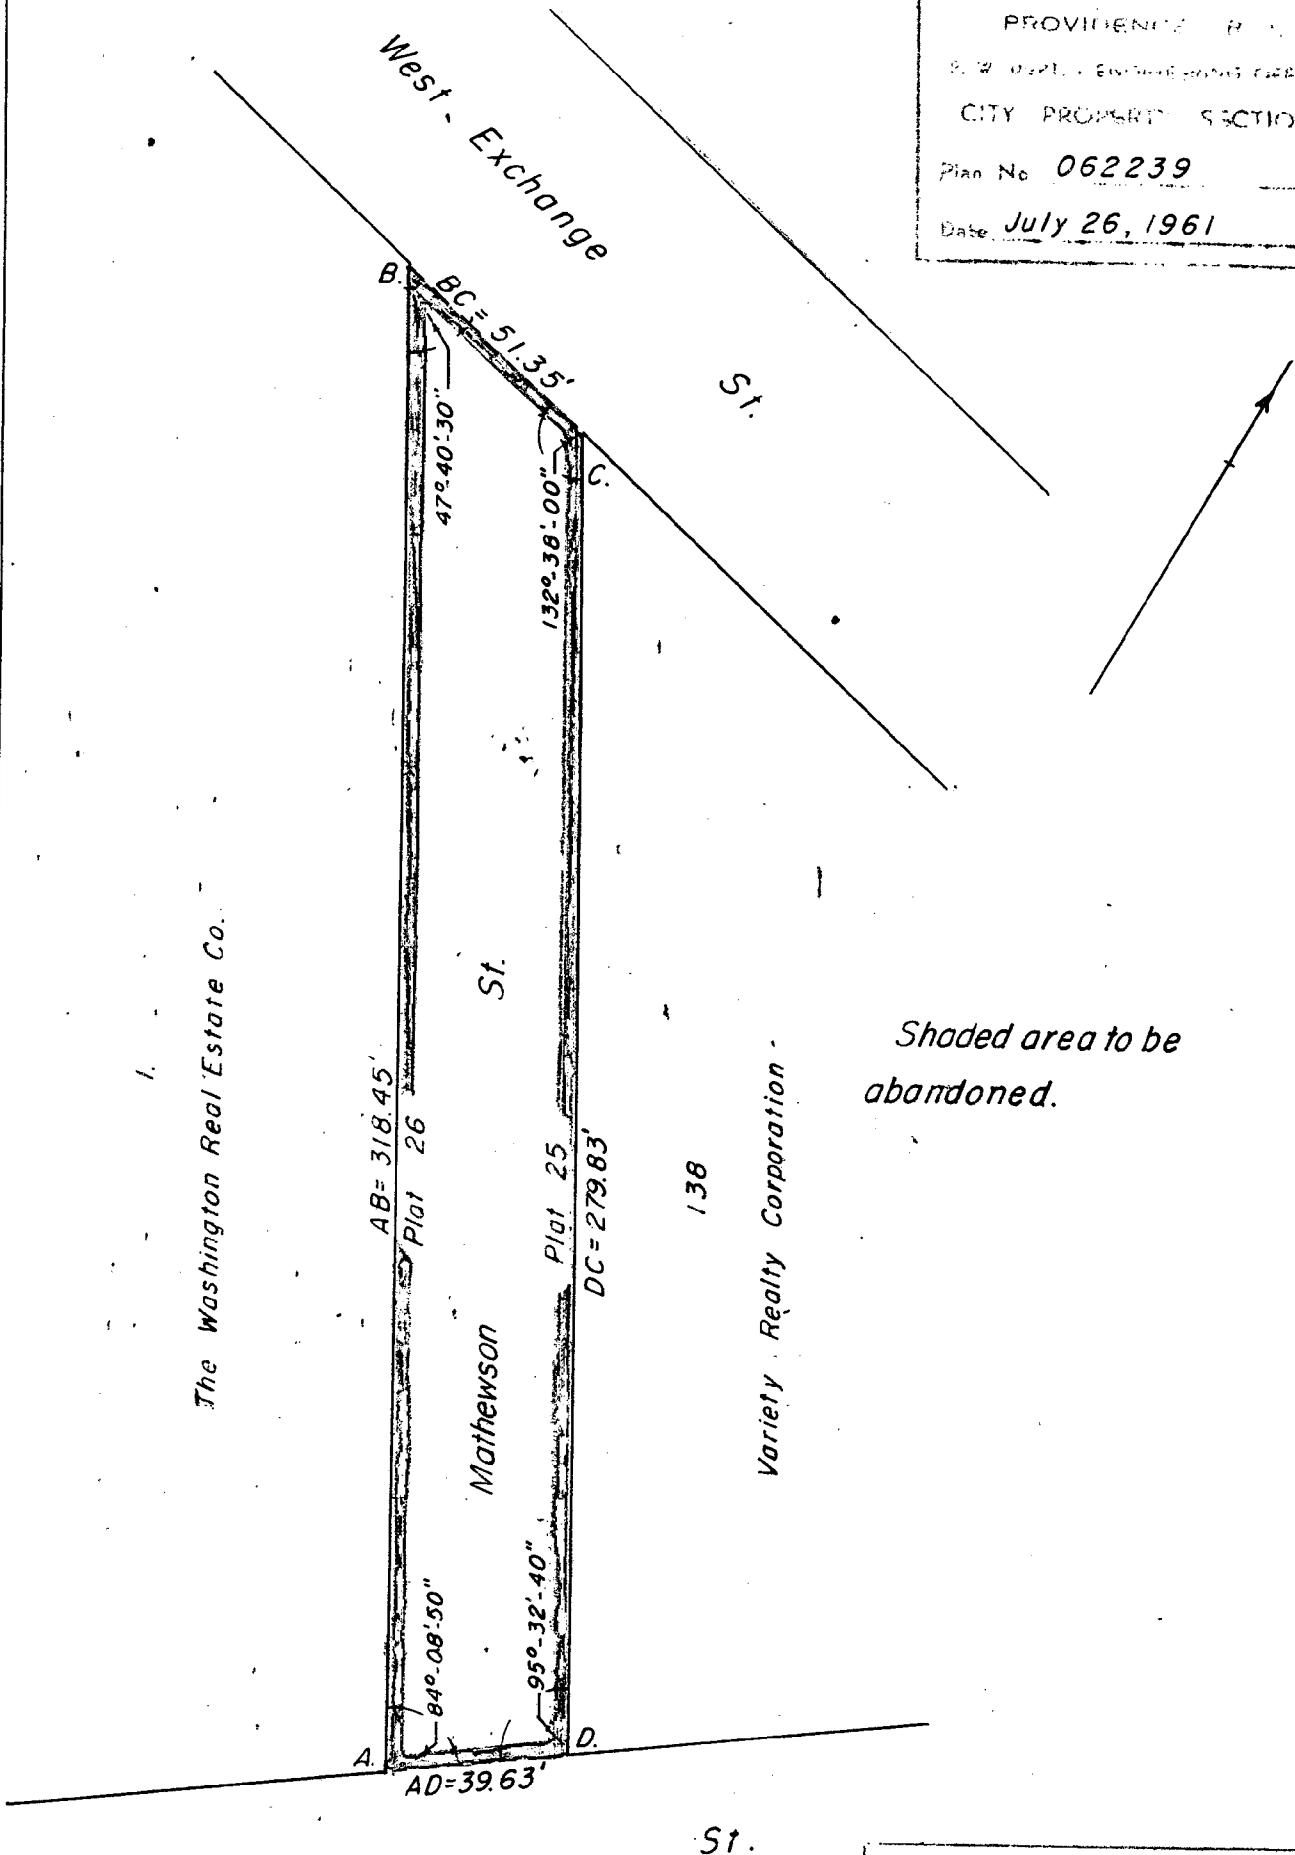 PROVIDENCE R
CITY PROPERTY SECTIO
Plan No 062239
Date July 26, 1961
West Exchange
St.
B.
BC = 51.35'
47°-40'-30"
132°-38'-00"
C.
The Washington Real Estate Co.
1.
AB = 318.45'
Plat 26
St.
Mathewson
Plat 25
DC = 279.83'
138
Variety Realty Corporation
Shaded area to be
abandoned.
84°-08'-50"
95°-32'-40"
A.
D.
AD = 39.63'
St.